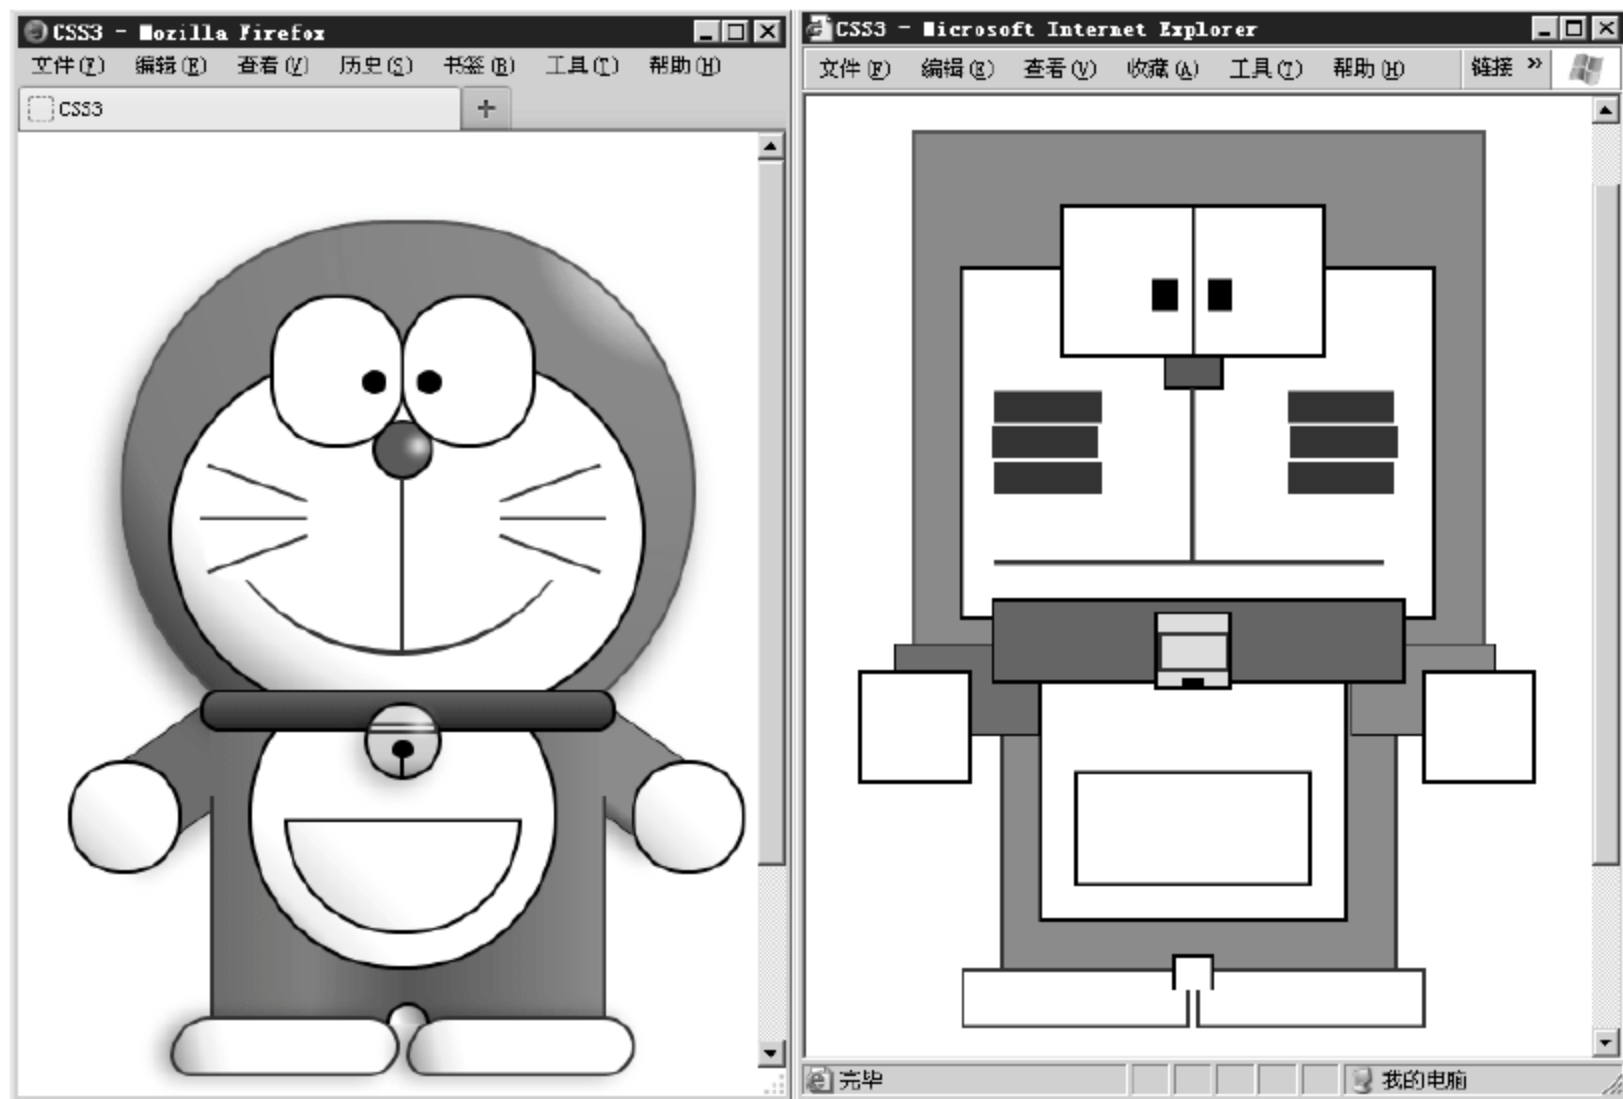 CSS3 - Mozilla Firefox
文件(F) 编辑(E) 查看(V) 历史(S) 书签(B) 工具(T) 帮助(H)
CSS3
CSS3 - Microsoft Internet Explorer
文件(F) 编辑(E) 查看(V) 收藏(A) 工具(T) 帮助(H) 链接 »
完毕 我的电脑